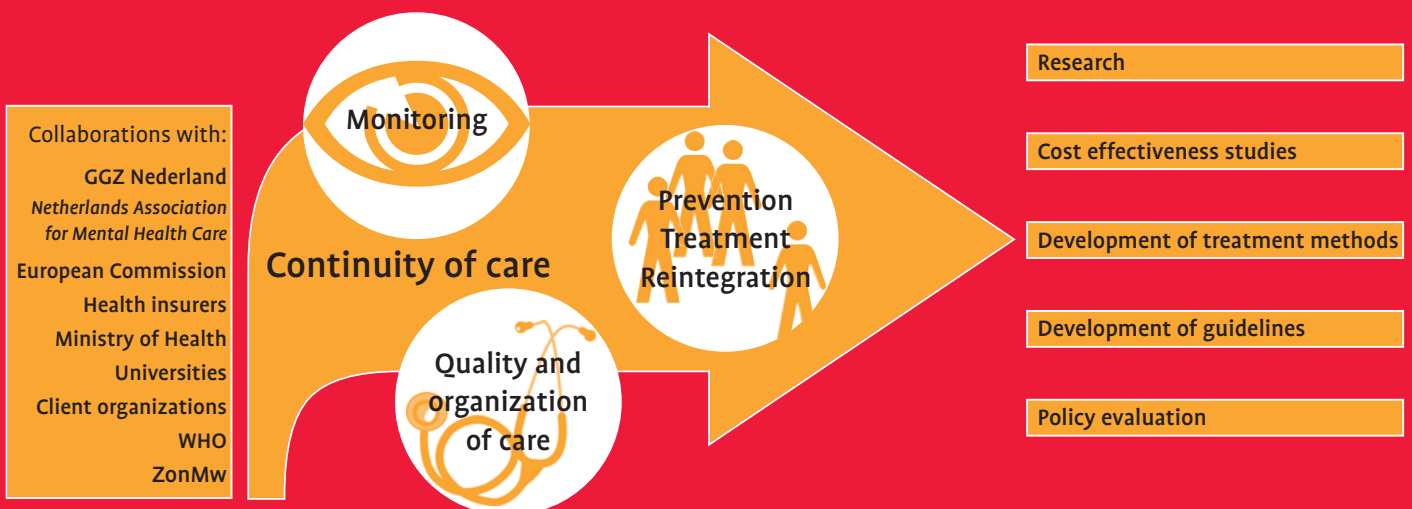 Collaborations with:
GGZ Nederland
Netherlands Association
for Mental Health Care
European Commission
Health insurers
Ministry of Health
Universities
Client organizations
WHO
ZonMw
Monitoring
Continuity of care
Quality and
organization
of care
Prevention
Treatment
Reintegration
Research
Cost effectiveness studies
Development of treatment methods
Development of guidelines
Policy evaluation